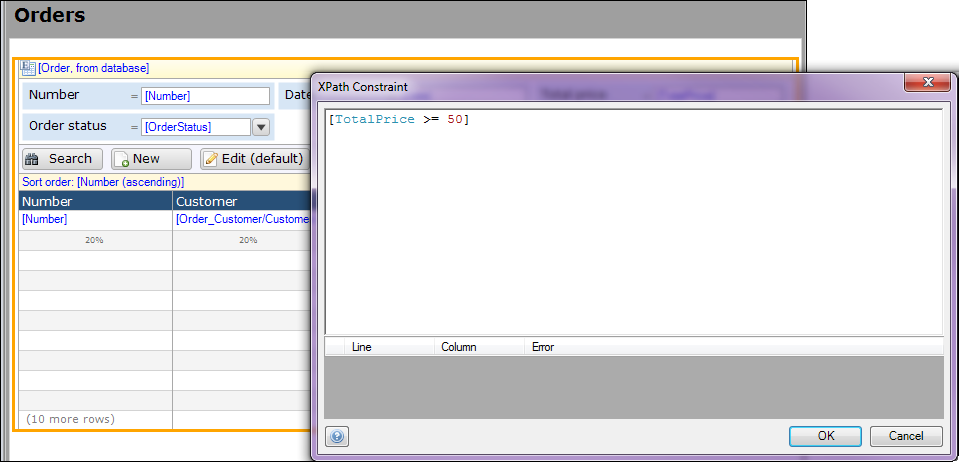 Orders
[Order, from database]
Number = [Number] Date
Order status = [OrderStatus]
Search New Edit (default)
Sort order: [Number (ascending)]
Number Customer
[Number] [Order_Customer/Custome
20% 20%
(10 more rows)
XPath Constraint
[TotalPrice >= 50]
Line Column Error
OK Cancel